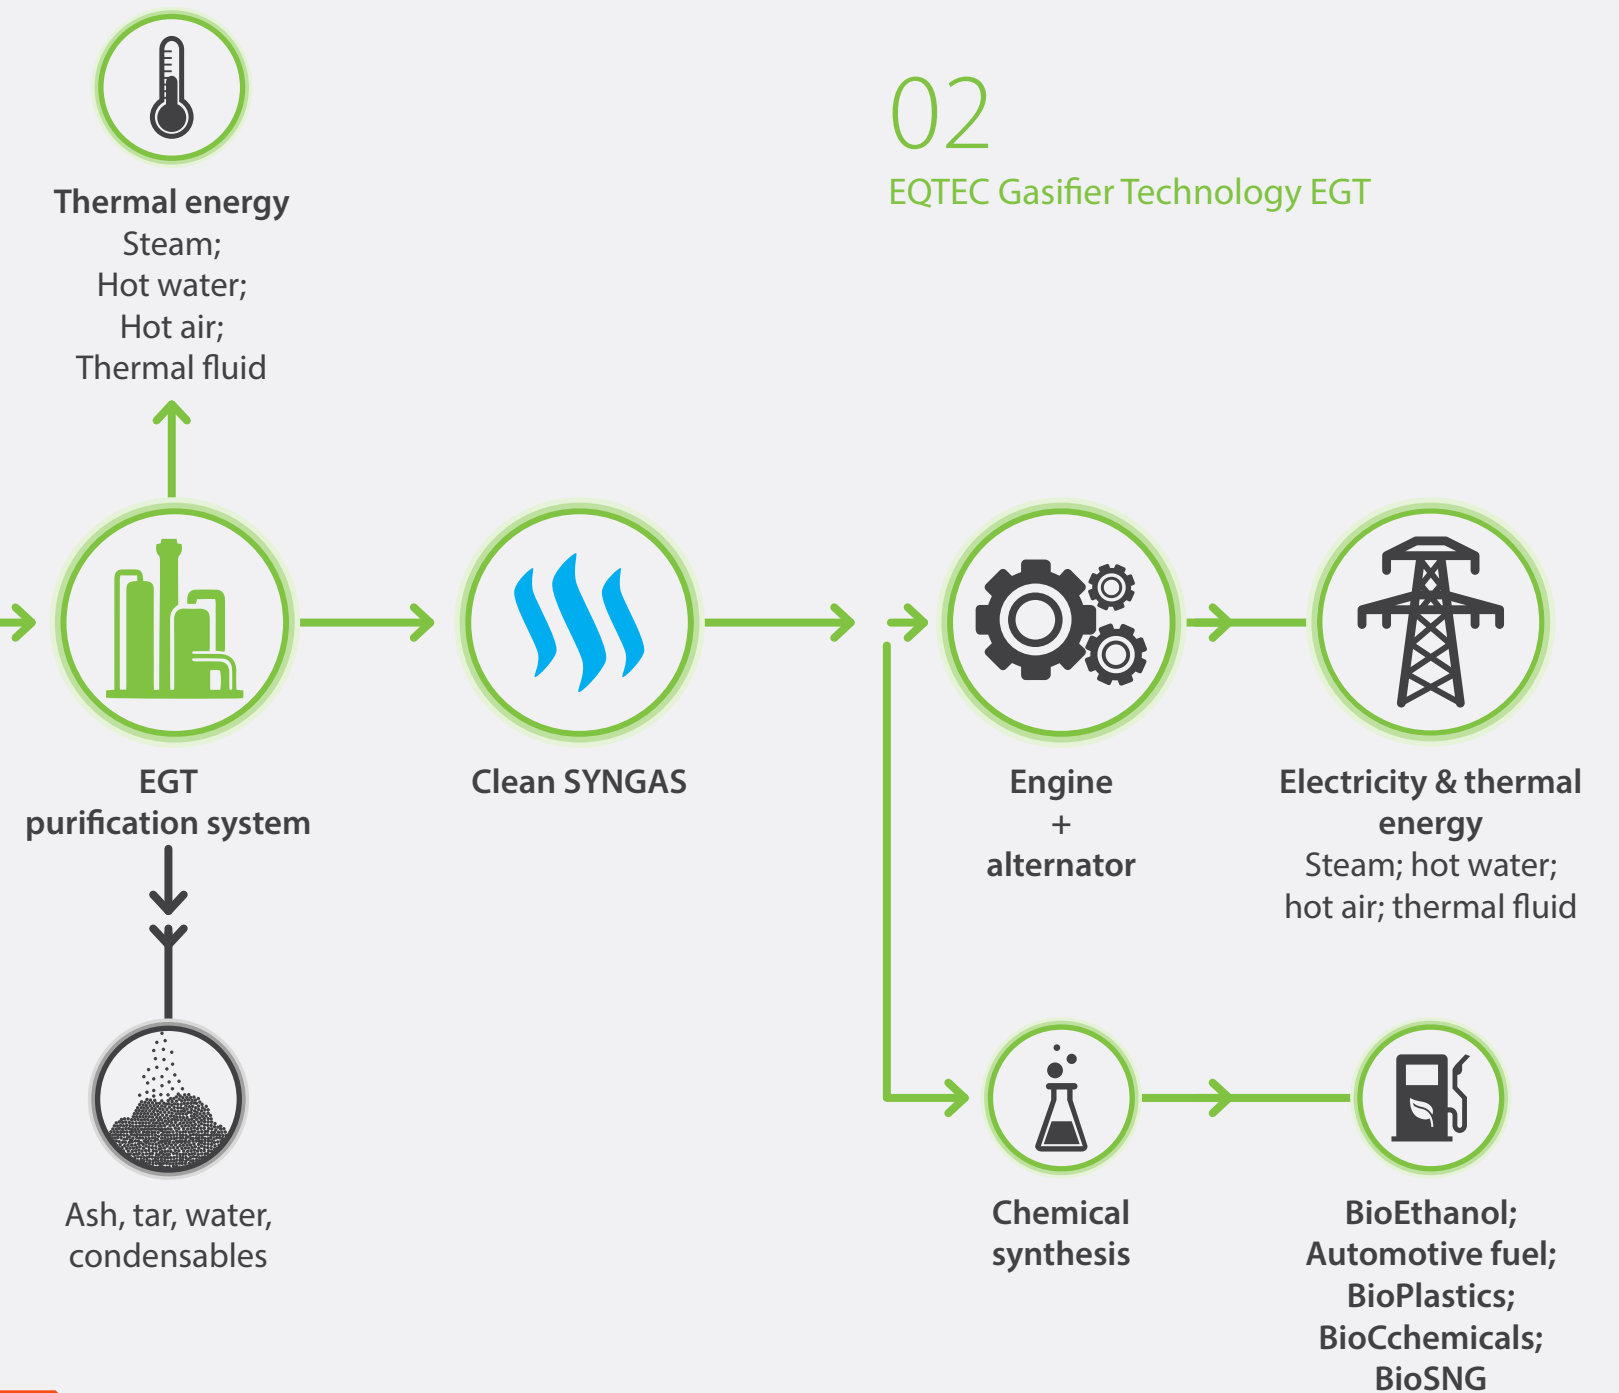 02
EQTEC Gasifier Technology EGT
Thermal energy
Steam;
Hot water;
Hot air;
Thermal fluid
EGT
purification system
Clean SYNGAS
Engine
+
alternator
Electricity & thermal
energy
Steam; hot water;
hot air; thermal fluid
Ash, tar, water,
condensables
Chemical
synthesis
BioEthanol;
Automotive fuel;
BioPlastics;
BioCchemicals;
BioSNG